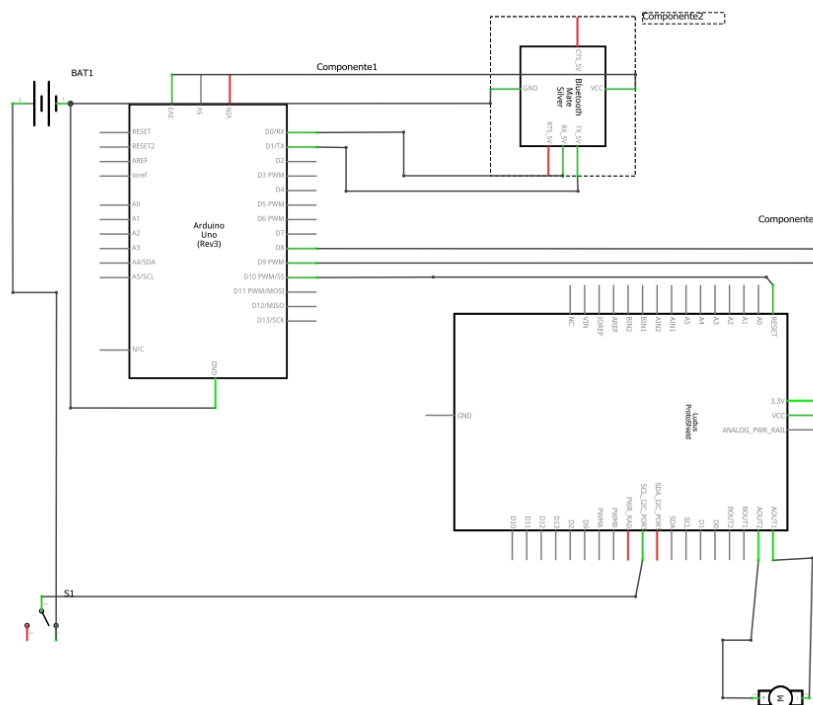 Componente2
BAT1
Componente1
CTS_5V
GND
Bluetooth
Mate
Silver
VCC
RTS_5V
RX_5V
TX_5V
5V
N/A
RESET
RESET2
AREF
ioref
A0
A1
A2
A3
A4/SDA
A5/SCL
N/C
Arduino
Uno
(Rev3)
D0/RX
D1/TX
D2
D3 PWM
D4
D5 PWM
D6 PWM
D7
D8
D9 PWM
D10 PWM/SS
D11 PWM/MOSI
D12/MISO
D13/SCK
GND
Componente
NC
VIN
IOREF
AREF
BIN2
BIN1
AIN2
AIN1
A5
A4
A3
A2
A1
A0
RESET
GND
Ludus
ProtoShield
3.3V
VCC
ANALOG_PWR_RAIL
D10
D11
D12
D13
D9
PWMA
PWMB
PWR_RAIL
SCL_I2C_PORT
SDA_I2C_PORT
SDA
SCL
D1
D0
BOUT2
BOUT1
AOUT2
AOUT1
S1
M